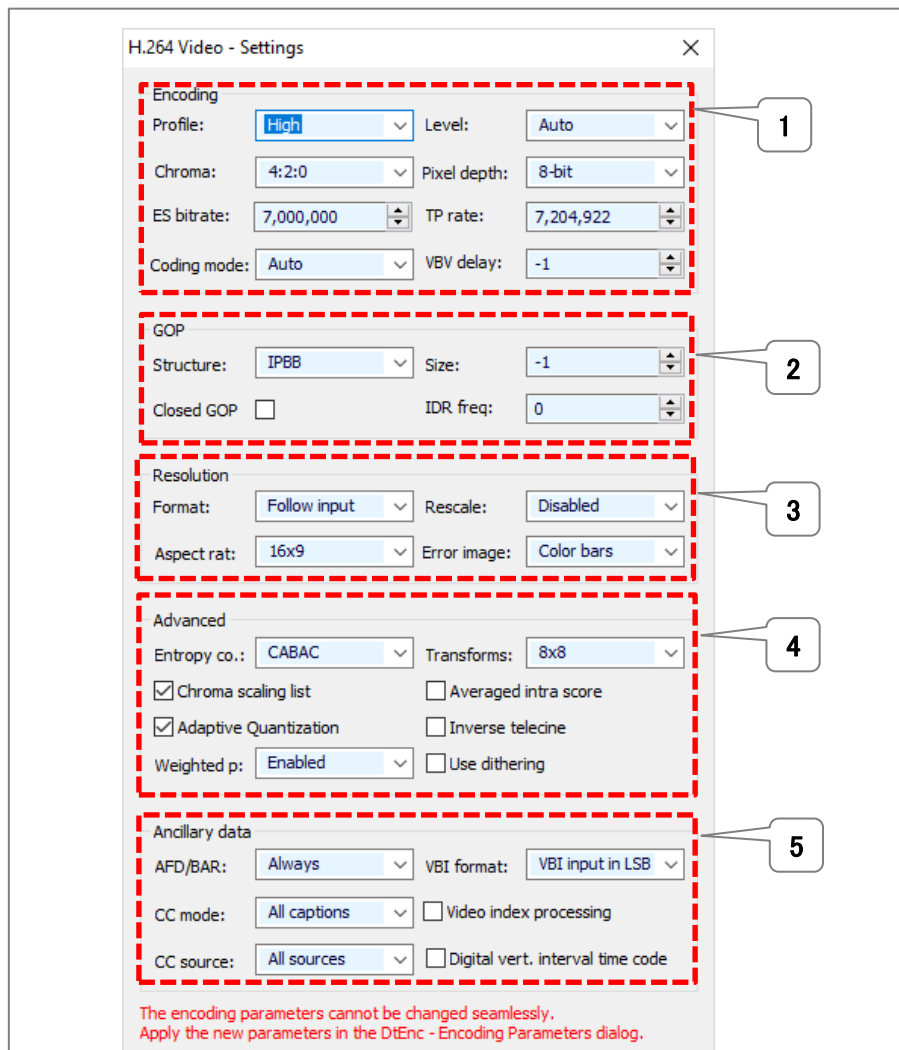 H.264 Video - Settings
Encoding
1
Profile: High Level: Auto
Chroma: 4:2:0 Pixel depth: 8-bit
ES bitrate: 7,000,000 TP rate: 7,204,922
Coding mode: Auto VBV delay: -1
GOP
2
Structure: IPBB Size: -1
Closed GOP IDR freq: 0
Resolution
3
Format: Follow input Rescale: Disabled
Aspect rat: 16x9 Error image: Color bars
Advanced
4
Entropy co.: CABAC Transforms: 8x8
Chroma scaling list Averaged intra score
Adaptive Quantization Inverse telecine
Weighted p: Enabled Use dithering
Ancillary data
5
AFD/BAR: Always VBI format: VBI input in LSB
CC mode: All captions Video index processing
CC source: All sources Digital vert. interval time code
The encoding parameters cannot be changed seamlessly.
Apply the new parameters in the DtEnc - Encoding Parameters dialog.